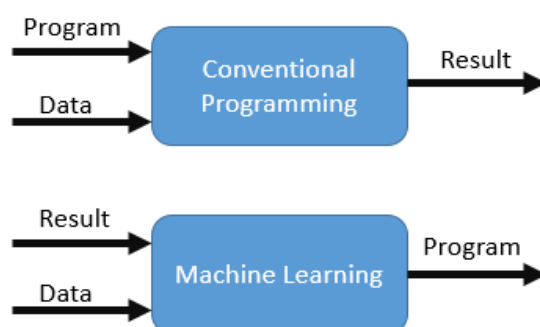 Program
Data
Conventional
Programming
Result
Result
Data
Machine Learning
Program